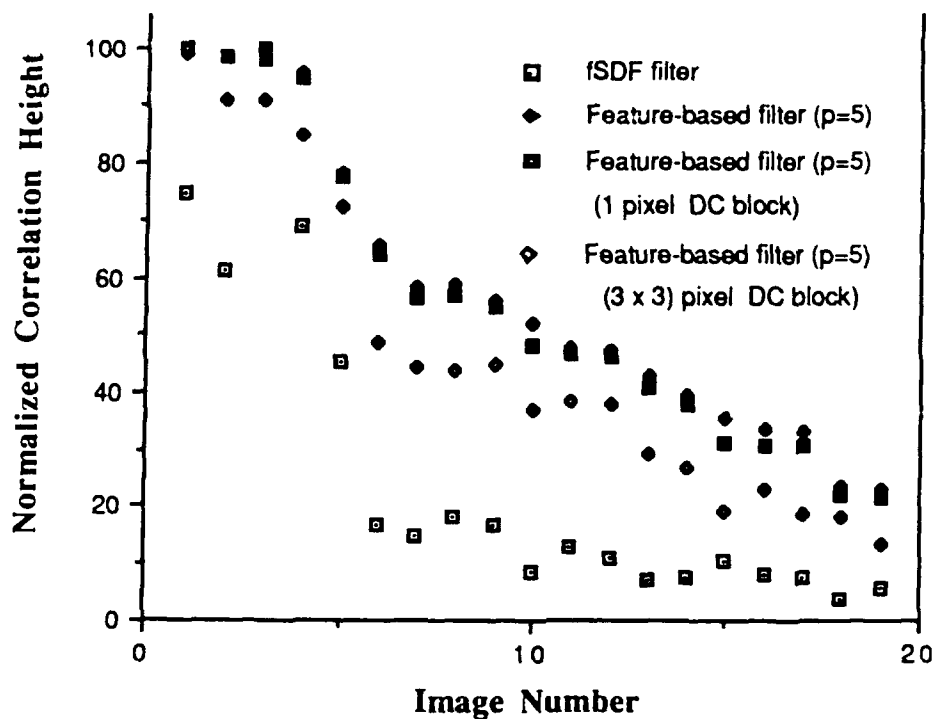 Normalized Correlation Height
100
80
60
40
20
0
fSDF filter
Feature-based filter (p=5)
Feature-based filter (p=5)
(1 pixel DC block)
Feature-based filter (p=5)
(3 x 3) pixel DC block)
0
10
20
Image Number